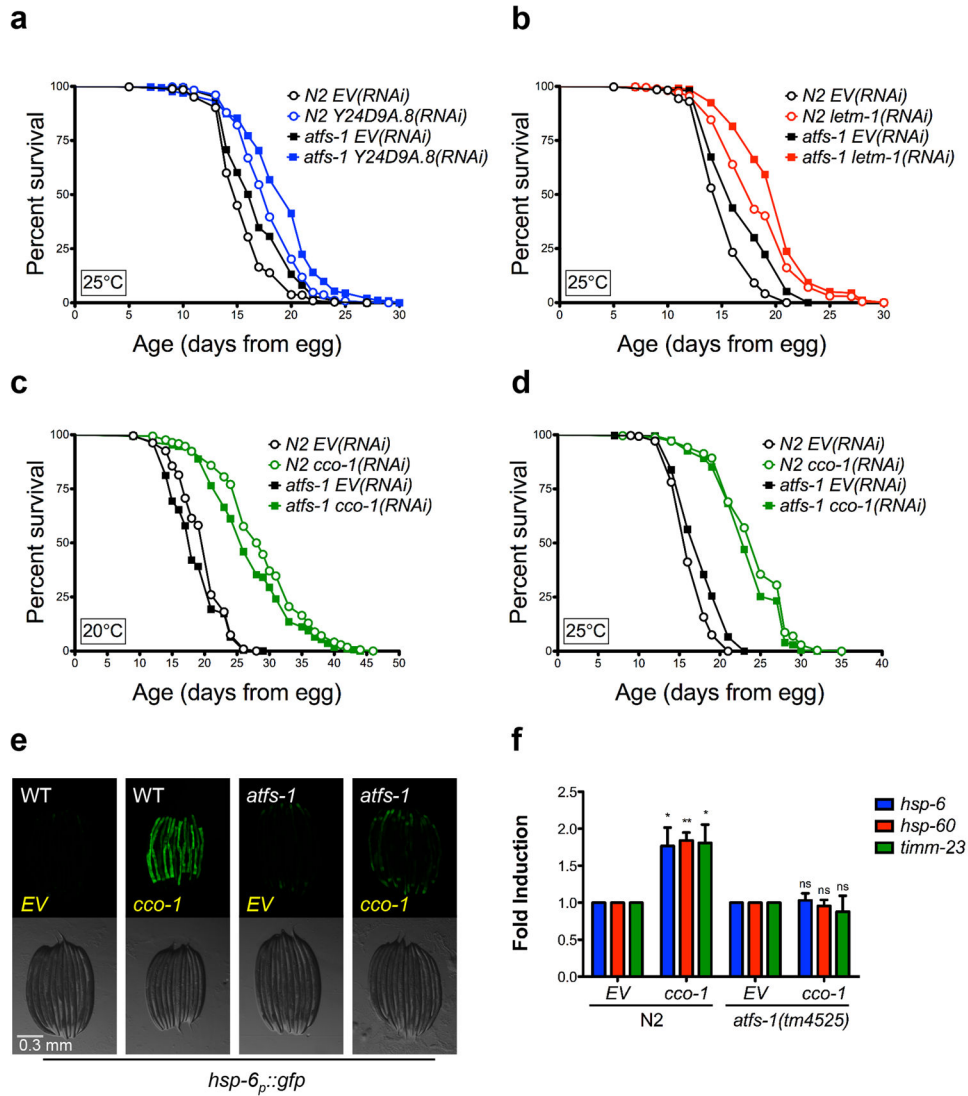 a
100
75
50
25
0
Percent survival
0 5 10 15 20 25 30
Age (days from egg)
25°C
N2 EV(RNAi)
N2 Y24D9A.8(RNAi)
atfs-1 EV(RNAi)
atfs-1 Y24D9A.8(RNAi)
b
100
75
50
25
0
Percent survival
0 5 10 15 20 25 30
Age (days from egg)
25°C
N2 EV(RNAi)
N2 letm-1(RNAi)
atfs-1 EV(RNAi)
atfs-1 letm-1(RNAi)
c
100
75
50
25
0
Percent survival
0 5 10 15 20 25 30 35 40 45 50
Age (days from egg)
20°C
N2 EV(RNAi)
N2 cco-1(RNAi)
atfs-1 EV(RNAi)
atfs-1 cco-1(RNAi)
d
100
75
50
25
0
Percent survival
0 5 10 15 20 25 30 35 40
Age (days from egg)
25°C
N2 EV(RNAi)
N2 cco-1(RNAi)
atfs-1 EV(RNAi)
atfs-1 cco-1(RNAi)
e
WT WT atfs-1 atfs-1
EV cco-1 EV cco-1
0.3 mm
hsp-6p::gfp
f
2.5
2.0
1.5
1.0
0.5
0.0
Fold Induction
* ** *
ns ns ns
hsp-6
hsp-60
timm-23
EV cco-1 EV cco-1
N2 atfs-1(tm4525)